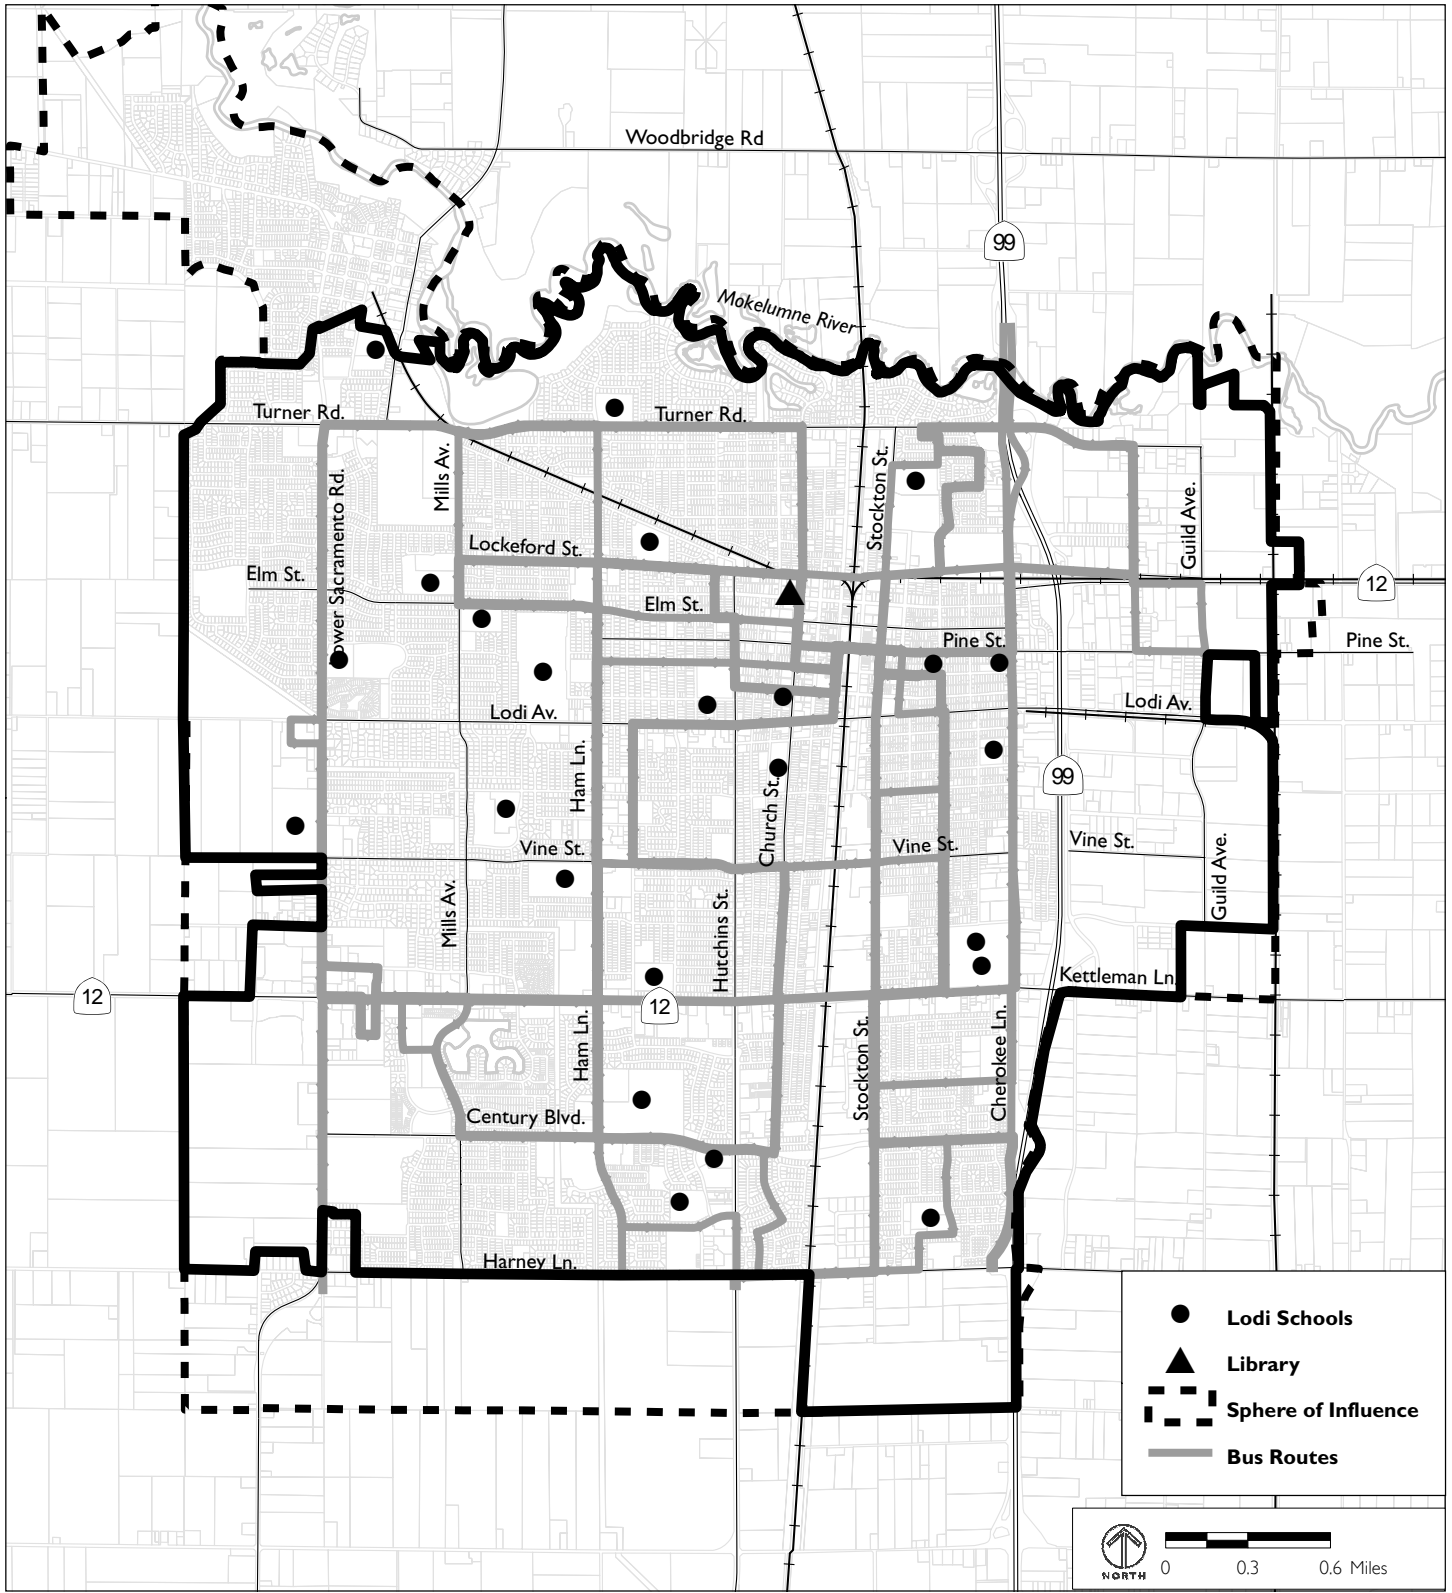 Woodbridge Rd
99
Mokelumne River
Turner Rd.
Turner Rd.
Mills Av.
Lower Sacramento Rd.
Stockton St.
Guild Ave.
Lockeford St.
Elm St.
12
Elm St.
Pine St.
Pine St.
Lodi Av.
Lodi Av.
Ham Ln.
99
Church St.
Vine St.
Vine St.
Vine St.
Guild Ave.
Mills Av.
Hutchins St.
Kettleman Ln.
12
12
Ham Ln.
Stockton St.
Cherokee Ln.
Century Blvd.
Harney Ln.
Lodi Schools
Library
Sphere of Influence
Bus Routes
NORTH
0 0.3 0.6 Miles